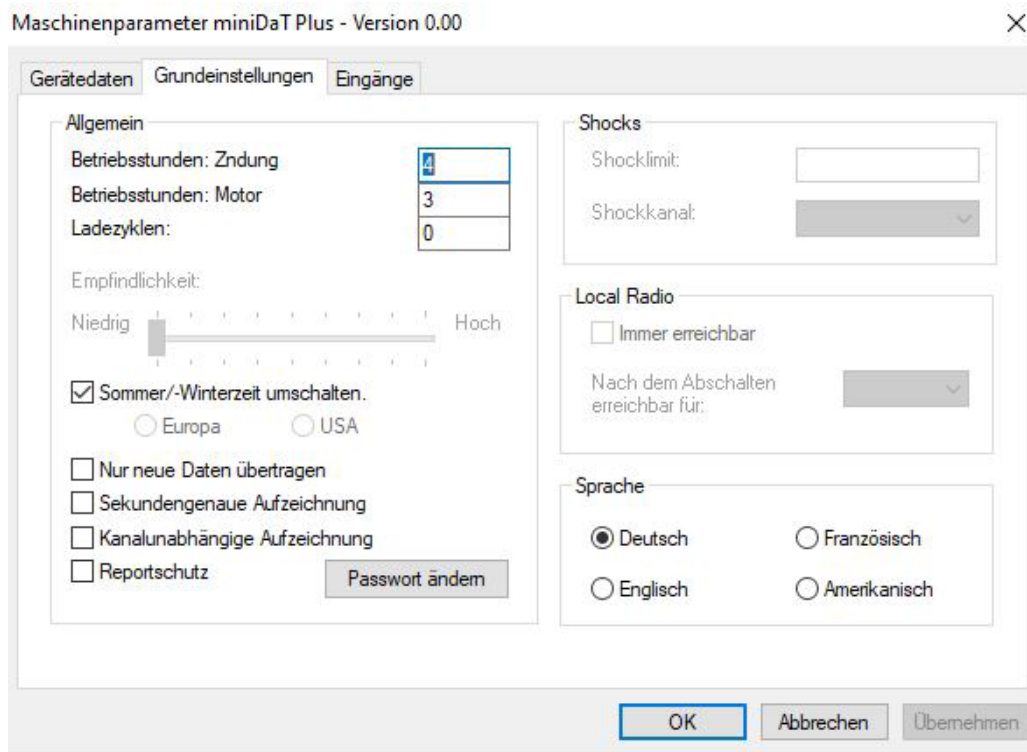 Maschinenparameter miniDaT Plus - Version 0.00
Gerätedaten Grundeinstellungen Eingänge
Allgemein
Betriebsstunden: Zndung 4
Betriebsstunden: Motor 3
Ladezyklen: 0
Empfindlichkeit:
Niedrig Hoch
Sommer/-Winterzeit umschalten.
Europa USA
Nur neue Daten übertragen
Sekundengenaue Aufzeichnung
Kanalunabhängige Aufzeichnung
Reportschutz Passwort ändern
Shocks
Shocklimit:
Shockkanal:
Local Radio
Immer erreichbar
Nach dem Abschalten
erreichbar für:
Sprache
Deutsch Französisch
Englisch Amerikanisch
OK Abbrechen Übernehmen